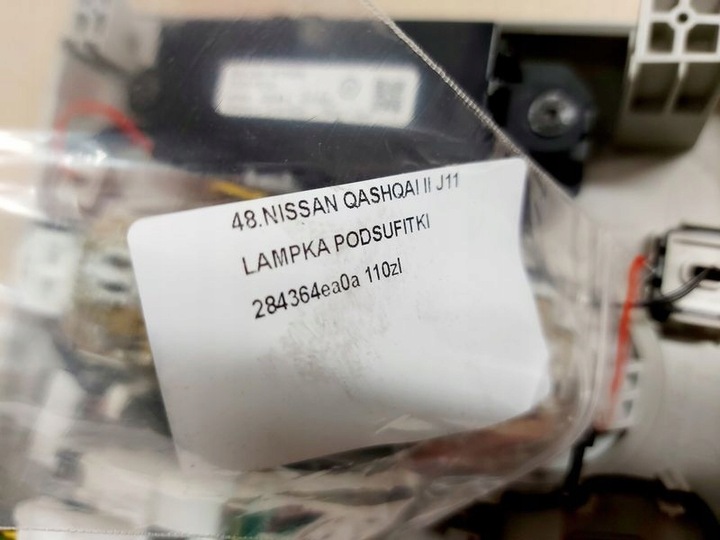 48.NISSAN QASHQAI II J11
LAMPKA PODSUFITKI
284364ea0a 110zl